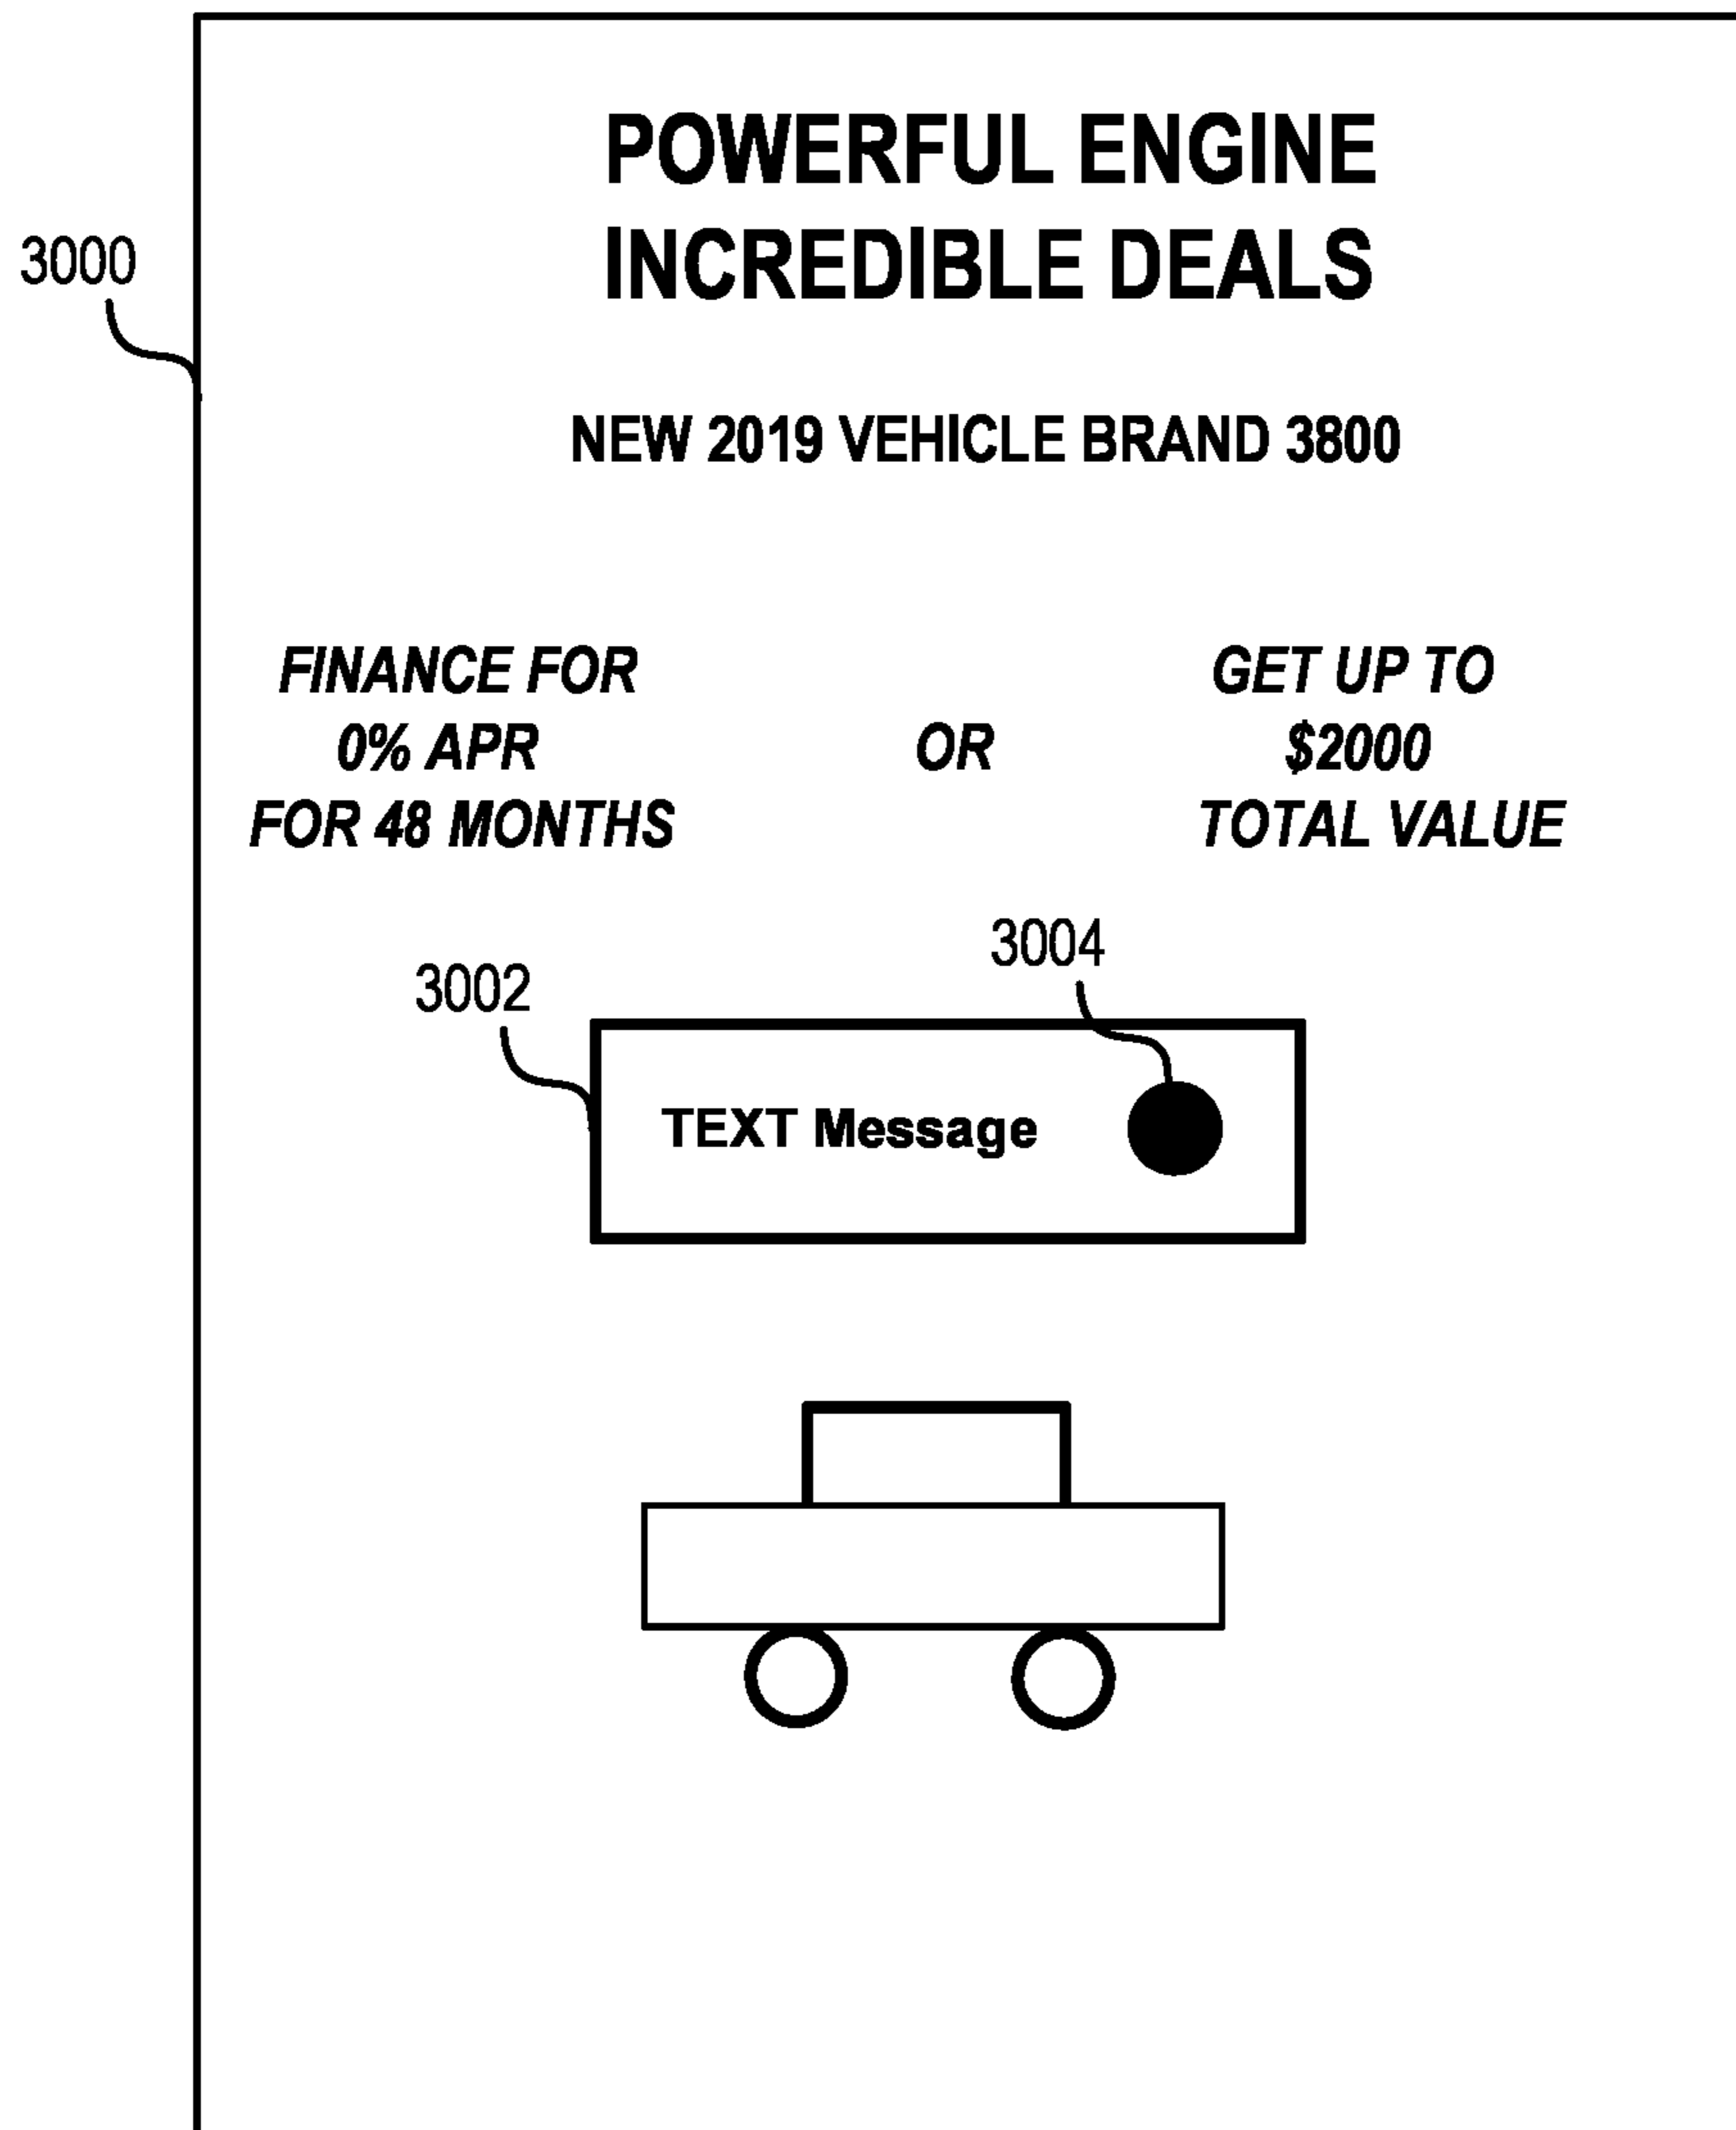 POWERFUL ENGINE
INCREDIBLE DEALS
3000
NEW 2019 VEHICLE BRAND 3800
FINANCE FOR
0% APR
FOR 48 MONTHS
OR
GET UP TO
$2000
TOTAL VALUE
3002
3004
TEXT Message